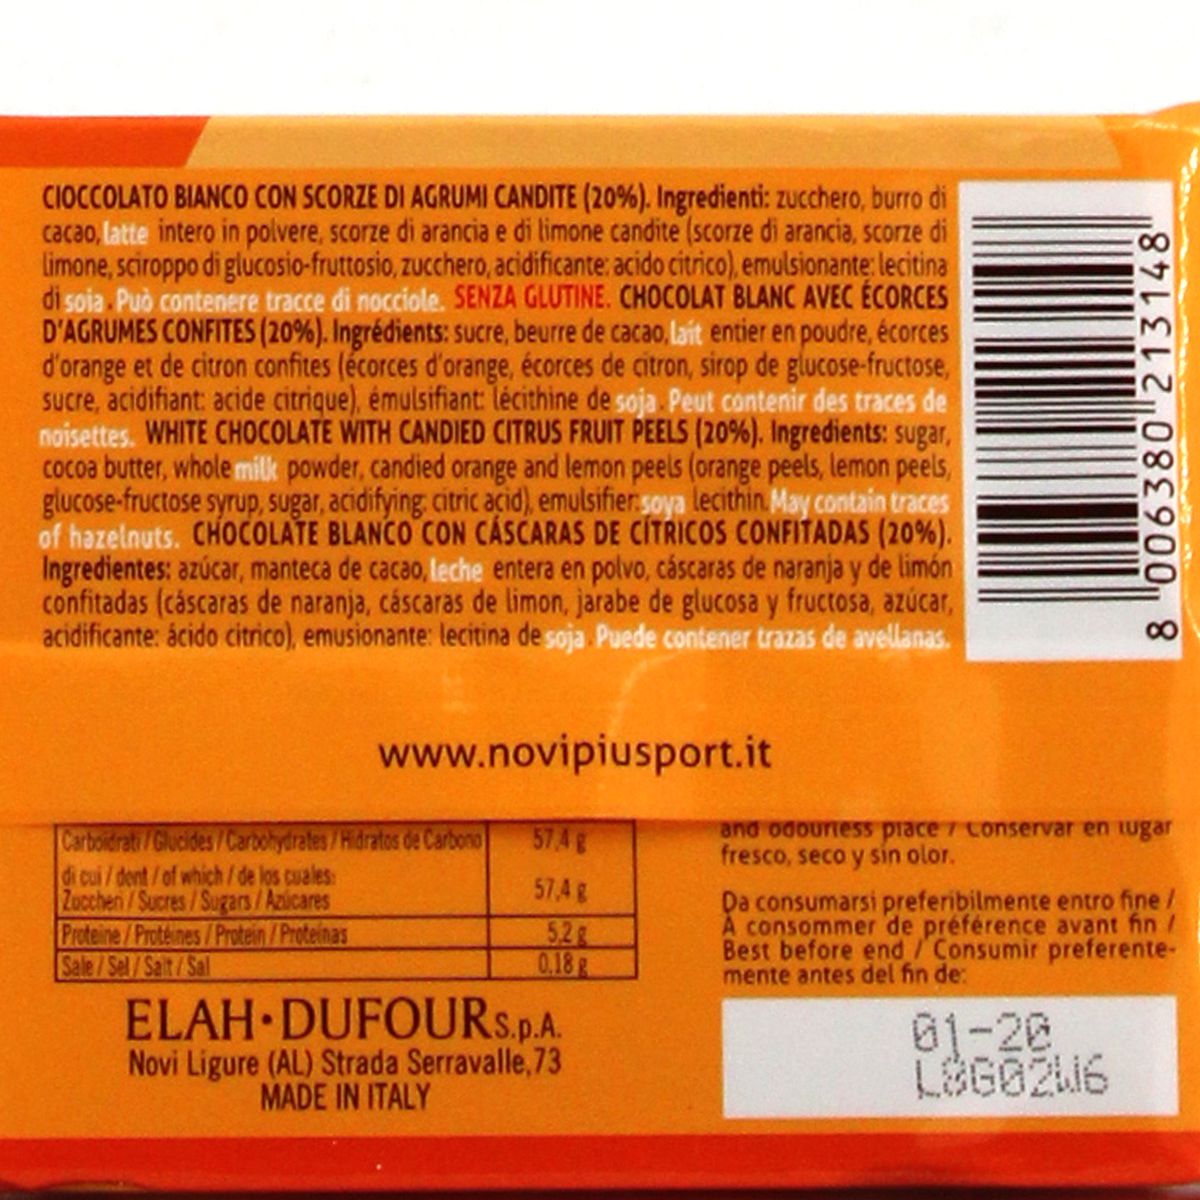 CIOCCOLATO BIANCO CON SCORZE DI AGRUMI CANDITE (20%). Ingredienti: zucchero, burro di
cacao, latte intero in polvere, scorze di arancia e di limone candite (scorze di arancia, scorze di
limone, sciroppo di glucosio-fruttosio, zucchero, acidificante: acido citrico), emulsionante: lecitina
di soia. Può contenere tracce di nocciole. SENZA GLUTINE. CHOCOLAT BLANC AVEC ÉCORCES
D'AGRUMES CONFITES (20%). Ingrédients: sucre, beurre de cacao, lait entier en poudre, écorces
d'orange et de citron confites (écorces d'orange, écorces de citron, sirop de glucose-fructose,
sucre, acidifiant: acide citrique), émulsifiant: lécithine de soja. Peut contenir des traces de
noisettes. WHITE CHOCOLATE WITH CANDIED CITRUS FRUIT PEELS (20%). Ingredients: sugar,
cocoa butter, whole milk powder, candied orange and lemon peels (orange peels, lemon peels,
glucose-fructose syrup, sugar, acidifying: citric acid), emulsifier: soya lecithin. May contain traces
of hazelnuts. CHOCOLATE BLANCO CON CÁSCARAS DE CÍTRICOS CONFITADAS (20%).
Ingredientes: azúcar, manteca de cacao, leche entera en polvo, cáscaras de naranja y de limón
confitadas (cáscaras de naranja, cáscaras de limon, jarabe de glucosa y fructosa, azúcar,
acidificante: ácido cítrico), emusionante: lecitina de soja. Puede contener trazas de avellanas.
8 006380 213148
www.novipiusport.it
Carboidrati / Glucides / Carbohydrates / Hidratos de Carbono 57,4 g
di cui / dont / of which / de los cuales:
Zuccheri / Sucres / Sugars / Azúcares 57,4 g
Proteine / Protéines / Protein / Proteínas 5,2 g
Sale / Sel / Salt / Sal 0,18 g
ELAH·DUFOUR S.p.A.
Novi Ligure (AL) Strada Serravalle,73
MADE IN ITALY
and odourless place / Conservar en lugar
fresco, seco y sin olor.
Da consumarsi preferibilmente entro fine /
À consommer de préférence avant fin /
Best before end / Consumir preferente-
mente antes del fin de:
01-20
L8G02W6